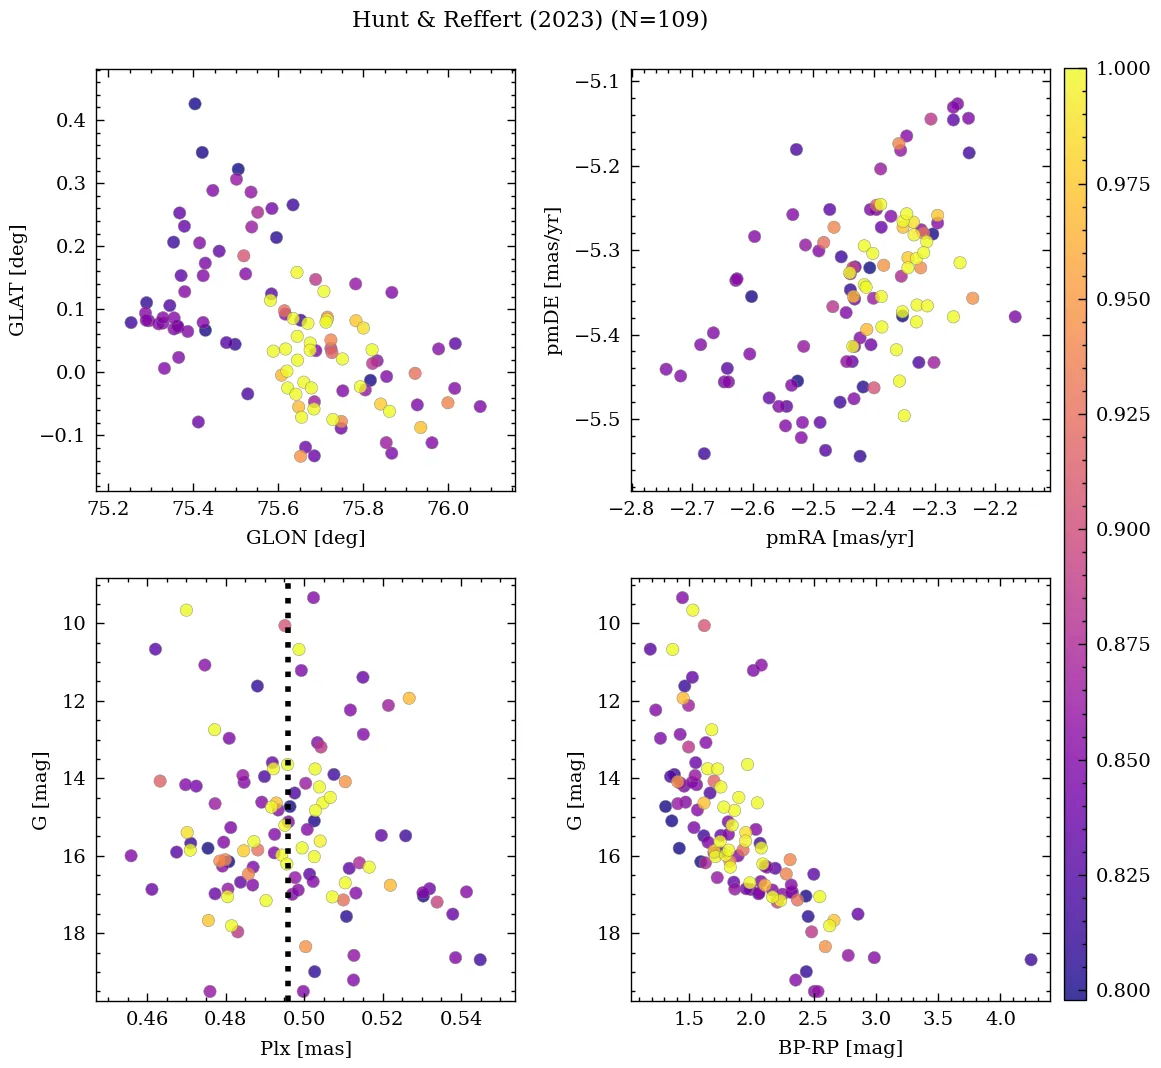 Hunt & Reffert (2023) (N=109)
GLAT [deg]
0.4
0.3
0.2
0.1
0.0
−0.1
75.2 75.4 75.6 75.8 76.0
GLON [deg]
pmDE [mas/yr]
−5.1
−5.2
−5.3
−5.4
−5.5
−2.8 −2.7 −2.6 −2.5 −2.4 −2.3 −2.2
pmRA [mas/yr]
1.000
0.975
0.950
0.925
0.900
0.875
0.850
0.825
0.800
G [mag]
10
12
14
16
18
0.46 0.48 0.50 0.52 0.54
Plx [mas]
G [mag]
10
12
14
16
18
1.5 2.0 2.5 3.0 3.5 4.0
BP-RP [mag]